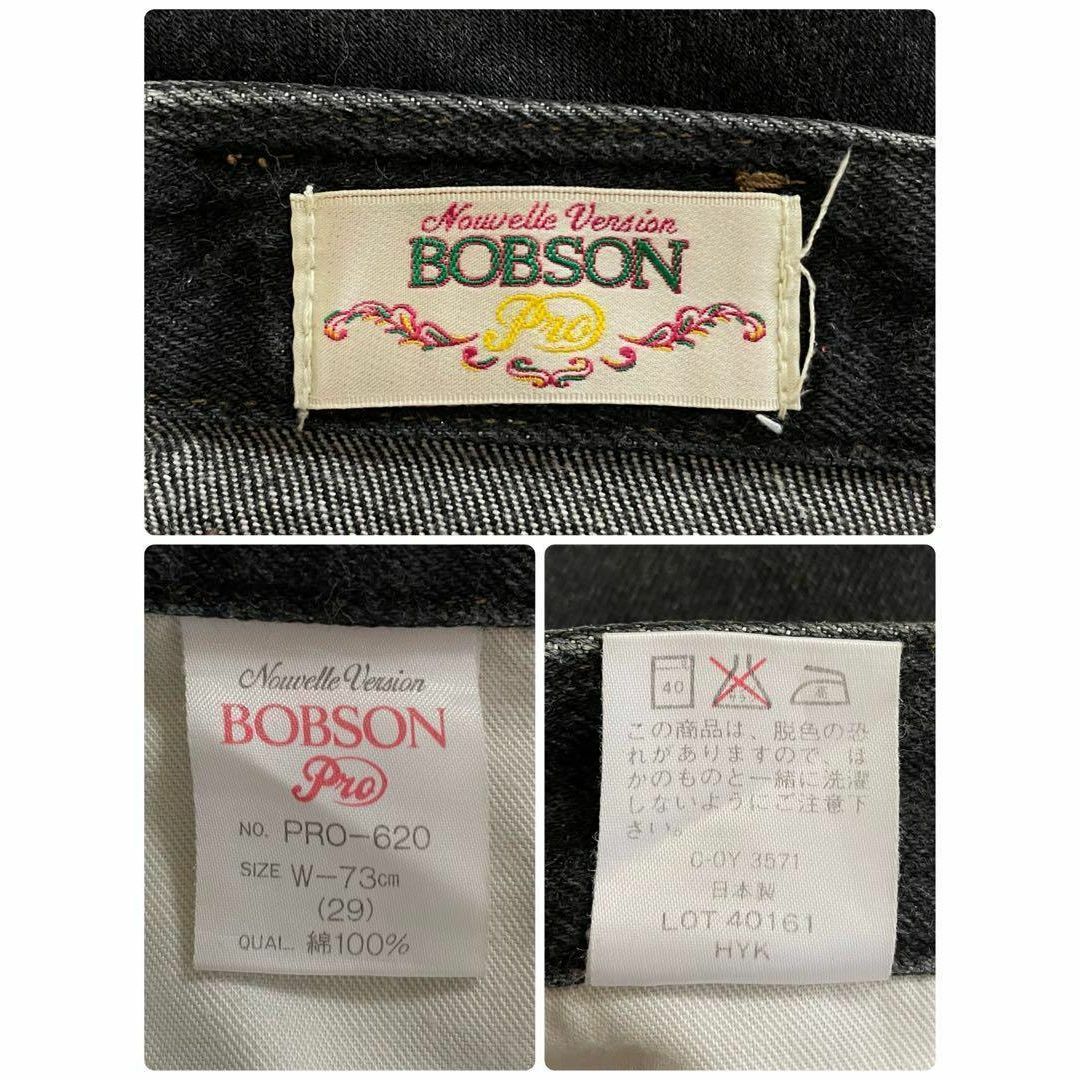 Nouvelle Version
BOBSON
Pro
Nouvelle Version
BOBSON
Pro
NO. PRO-620
SIZE W-73cm
(29)
QUAL. 綿100%
40
この商品は、脱色の恐
れがありますので、ほ
かのものと一緒に洗濯
しないようにご注意下
さい。
C-OY 3571
日本製
LOT 40161
HYK